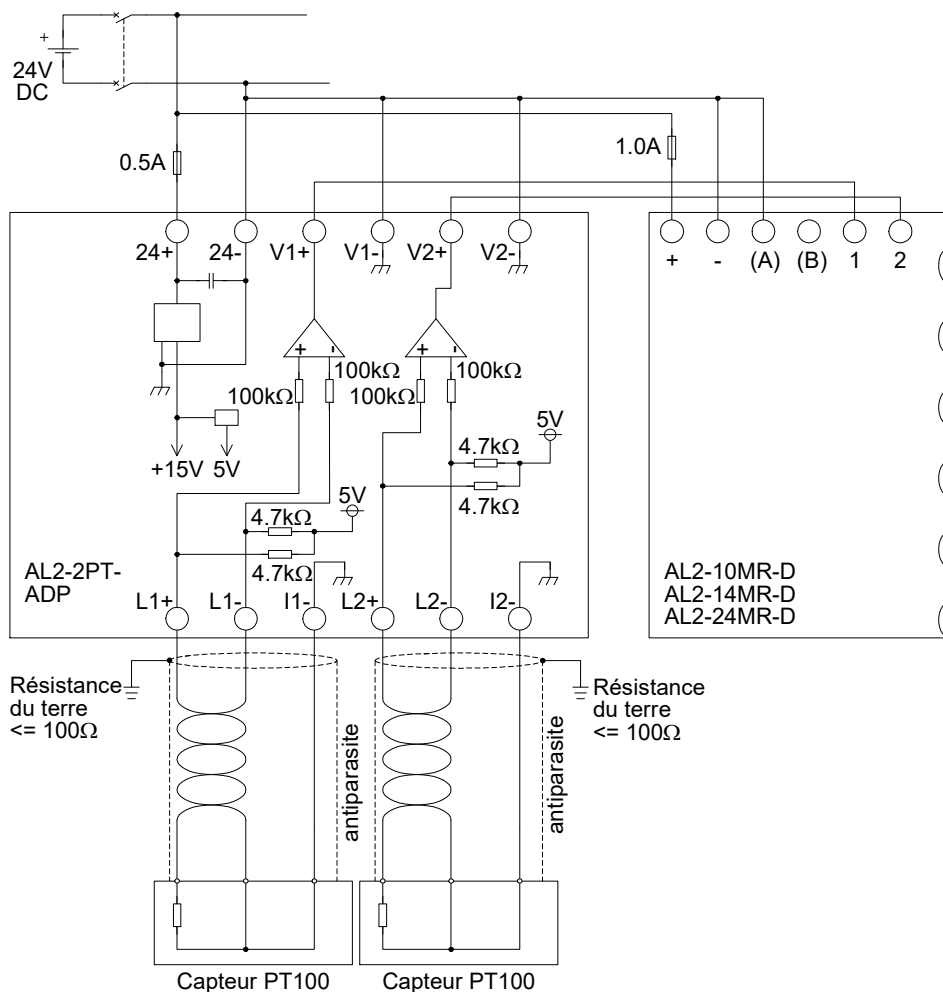 +
24V
DC
0.5A
1.0A
24+ 24- V1+ V1- V2+ V2-
+ - (A) (B) 1 2
+ -
+ -
100kΩ
100kΩ
100kΩ
100kΩ
+15V 5V
4.7kΩ
4.7kΩ
5V
4.7kΩ
4.7kΩ
5V
AL2-2PT-
ADP
AL2-10MR-D
AL2-14MR-D
AL2-24MR-D
L1+ L1- I1- L2+ L2- I2-
Résistance
du terre
<= 100Ω
antiparasite
antiparasite
Résistance
du terre
<= 100Ω
Capteur PT100
Capteur PT100